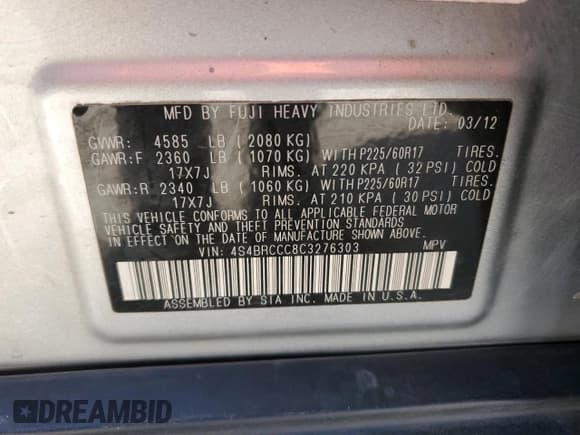 MFD BY FUJI HEAVY INDUSTRIES LTD.
DATE: 03/12
GVWR: 4585 LB ( 2080 KG)
GAWR:F 2360 LB ( 1070 KG) WITH P225/60R17 TIRES.
17X7J RIMS. AT 220 KPA ( 32 PSI) COLD
GAWR:R 2340 LB ( 1060 KG) WITH P225/60R17 TIRES.
17X7J RIMS. AT 210 KPA ( 30 PSI) COLD
THIS VEHICLE CONFORMS TO ALL APPLICABLE FEDERAL MOTOR
VEHICLE SAFETY AND THEFT PREVENTION STANDARDS
IN EFFECT ON THE DATE OF MANUFACTURE SHOWN ABOVE.
VIN: 4S4BRCCC8C3276303 MPV
ASSEMBLED BY SIA INC. MADE IN U.S.A.
DREAMBID